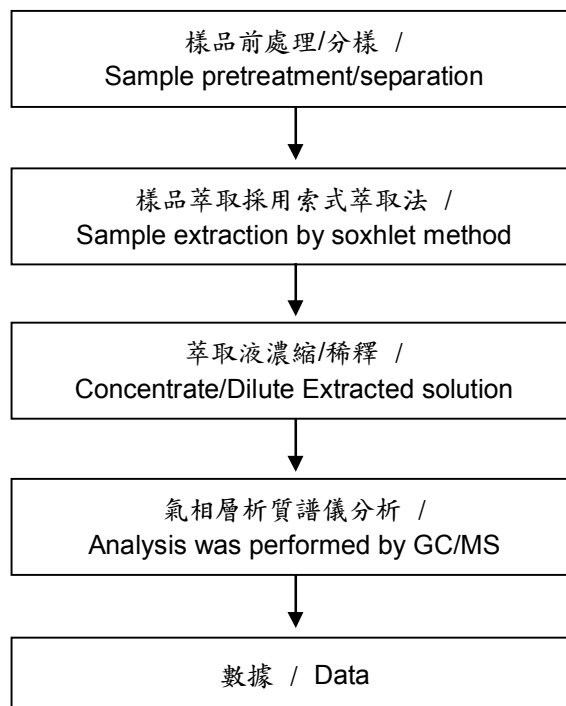 樣品前處理/分樣 /
Sample pretreatment/separation
樣品萃取採用索式萃取法 /
Sample extraction by soxhlet method
萃取液濃縮/稀釋 /
Concentrate/Dilute Extracted solution
氣相層析質譜儀分析 /
Analysis was performed by GC/MS
數據 / Data